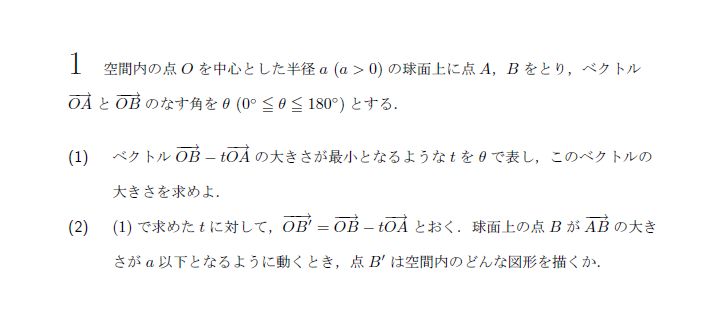 1 空間内の点 O を中心とした半径 a (a > 0) の球面上に点 A,B をとり,ベクトル
$\overrightarrow{OA}$ と $\overrightarrow{OB}$ のなす角を θ (0° ≦ θ ≦ 180°) とする.
(1) ベクトル $\overrightarrow{OB} - t\overrightarrow{OA}$ の大きさが最小となるような t を θ で表し,このベクトルの
大きさを求めよ.
(2) (1) で求めた t に対して,$\overrightarrow{OB'} = \overrightarrow{OB} - t\overrightarrow{OA}$ とおく.球面上の点 B が $\overrightarrow{AB}$ の大き
さが a 以下となるように動くとき,点 B′ は空間内のどんな図形を描くか.